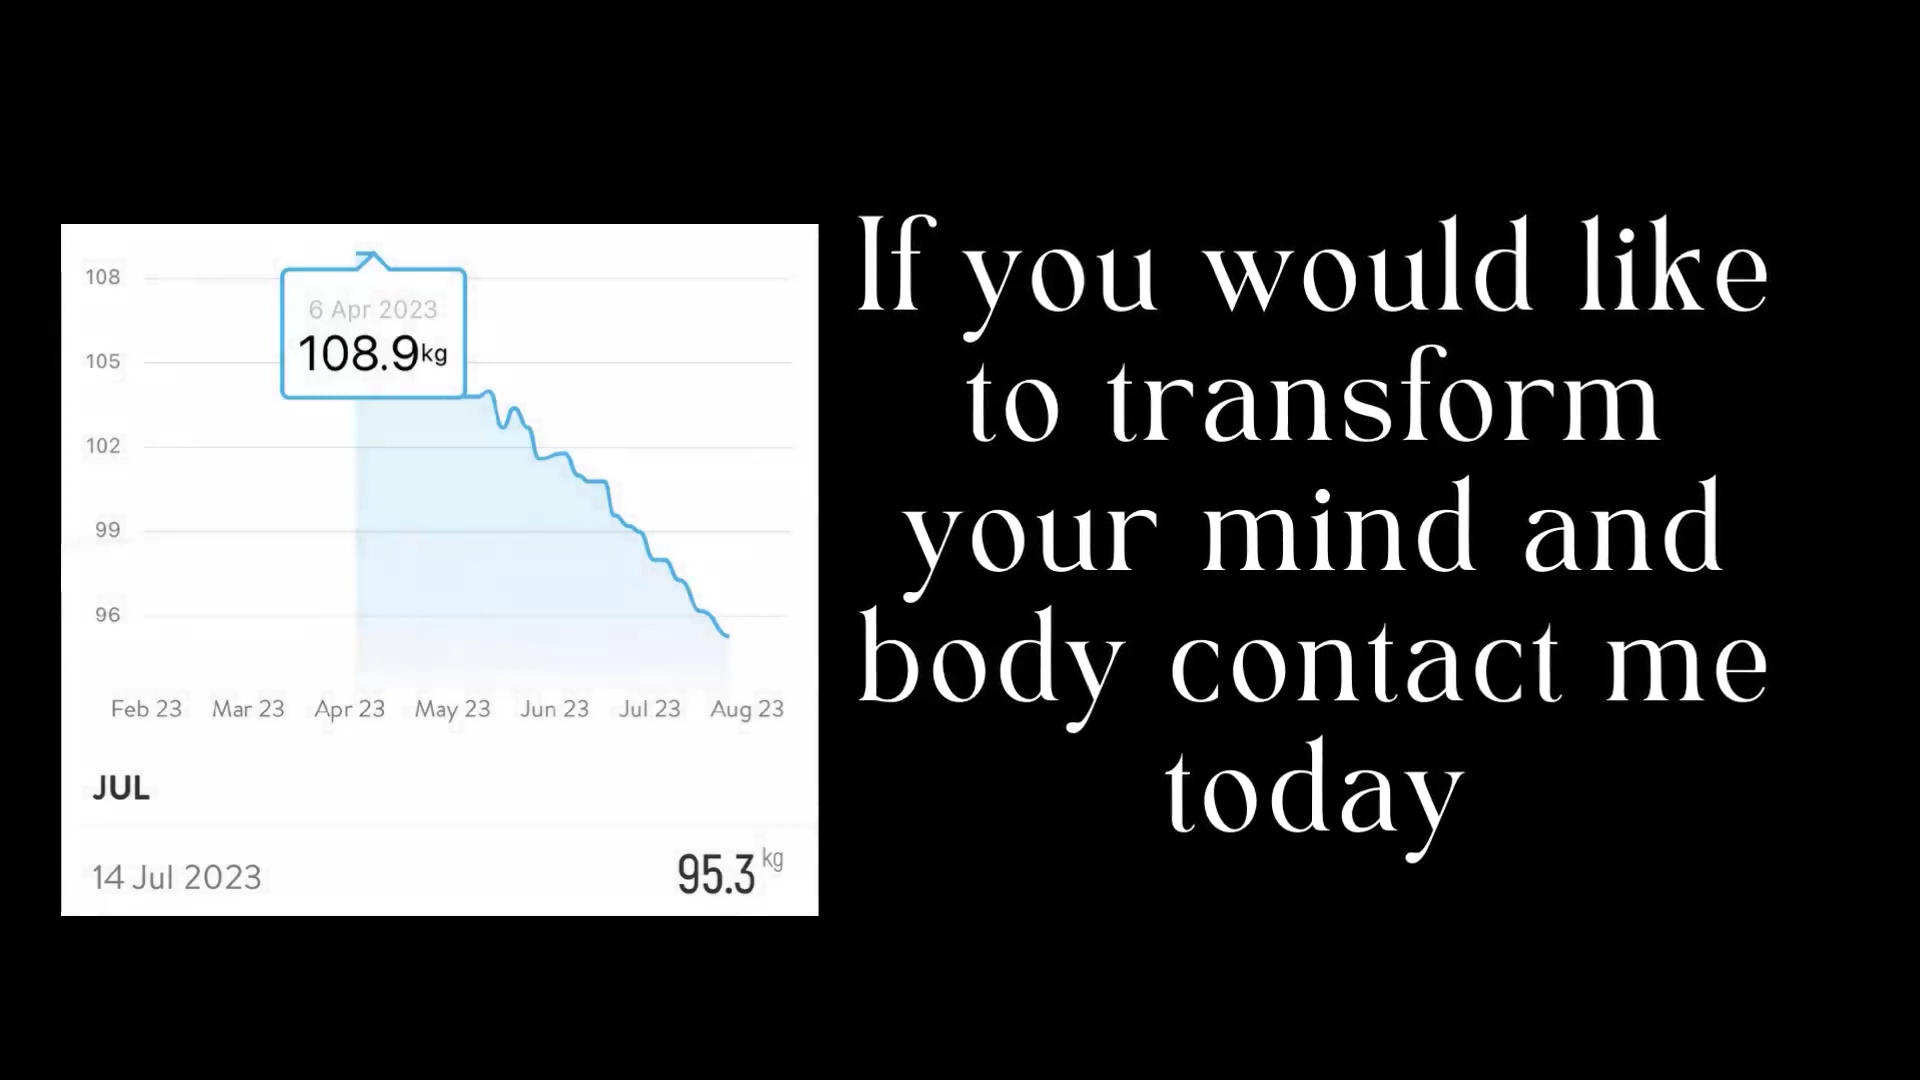 108
6 Apr 2023
108.9kg
105
102
99
96
Feb 23 Mar 23 Apr 23 May 23 Jun 23 Jul 23 Aug 23
JUL
14 Jul 2023 95.3 kg
If you would like
to transform
your mind and
body contact me
today